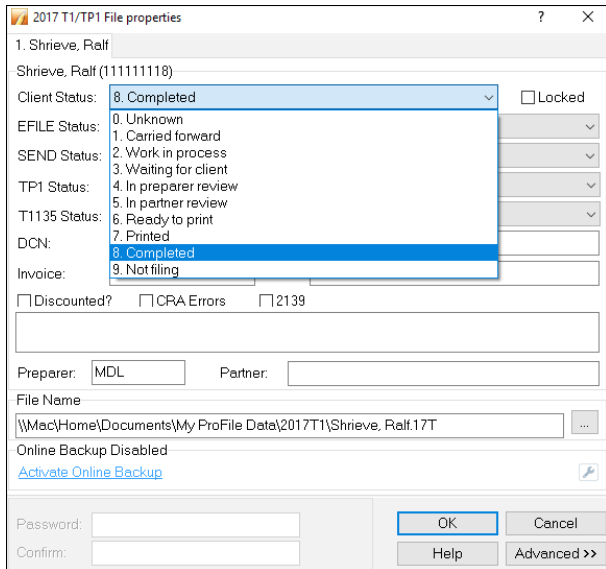 2017 T1/TP1 File properties
1. Shrieve, Ralf
Shrieve, Ralf (111111118)
Client Status: 8. Completed Locked
EFILE Status:
0. Unknown
1. Carried forward
SEND Status:
2. Work in process
3. Waiting for client
TP1 Status:
4. In preparer review
5. In partner review
T1135 Status:
6. Ready to print
7. Printed
DCN:
8. Completed
Invoice:
9. Not filing
Discounted? CRA Errors 2139
Preparer: MDL Partner:
File Name
\\Mac\Home\Documents\My ProFile Data\2017T1\Shrieve, Ralf.17T ...
Online Backup Disabled
Activate Online Backup
Password: OK Cancel
Confirm: Help Advanced >>